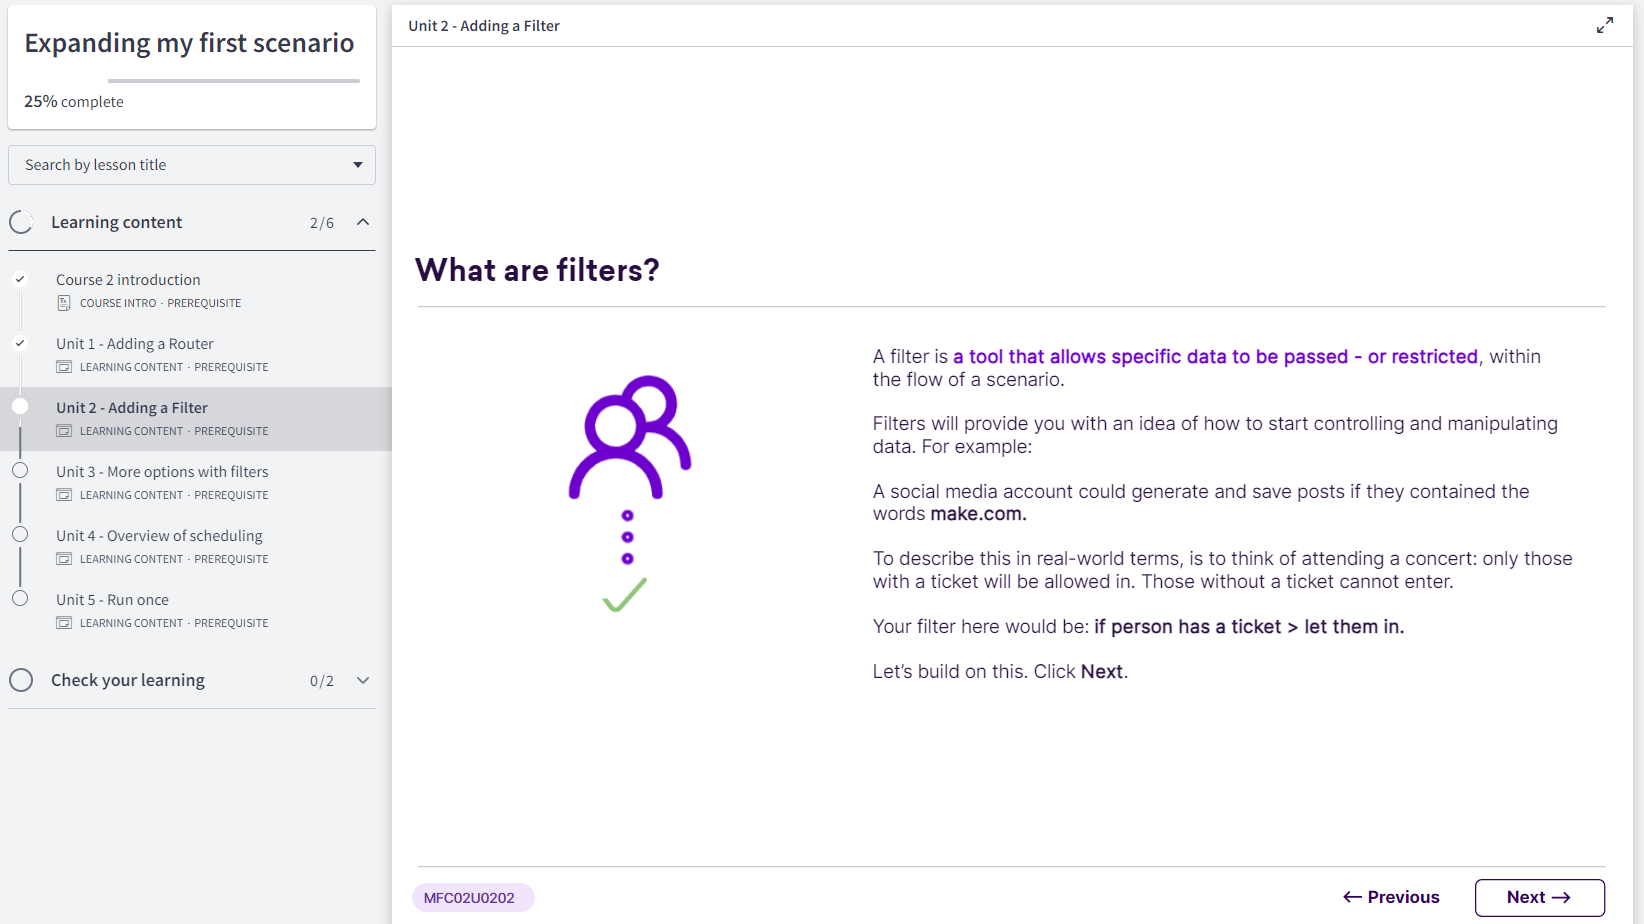 Expanding my first scenario
25% complete
Search by lesson title
Learning content 2/6
Course 2 introduction
COURSE INTRO · PREREQUISITE
Unit 1 - Adding a Router
LEARNING CONTENT · PREREQUISITE
Unit 2 - Adding a Filter
LEARNING CONTENT · PREREQUISITE
Unit 3 - More options with filters
LEARNING CONTENT · PREREQUISITE
Unit 4 - Overview of scheduling
LEARNING CONTENT · PREREQUISITE
Unit 5 - Run once
LEARNING CONTENT · PREREQUISITE
Check your learning 0/2
Unit 2 - Adding a Filter
What are filters?
A filter is a tool that allows specific data to be passed - or restricted, within
the flow of a scenario.
Filters will provide you with an idea of how to start controlling and manipulating
data. For example:
A social media account could generate and save posts if they contained the
words make.com.
To describe this in real-world terms, is to think of attending a concert: only those
with a ticket will be allowed in. Those without a ticket cannot enter.
Your filter here would be: if person has a ticket > let them in.
Let's build on this. Click Next.
MFC02U0202
← Previous
Next →